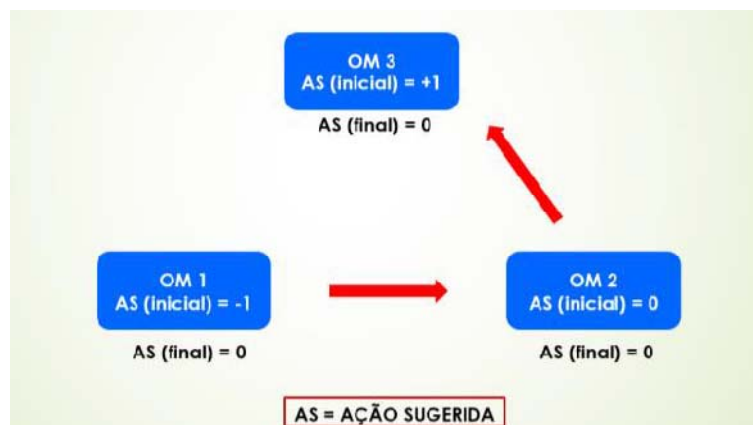 OM 3
AS (inicial) = +1
AS (final) = 0
OM 1
AS (inicial) = -1
AS (final) = 0
OM 2
AS (inicial) = 0
AS (final) = 0
AS = AÇÃO SUGERIDA